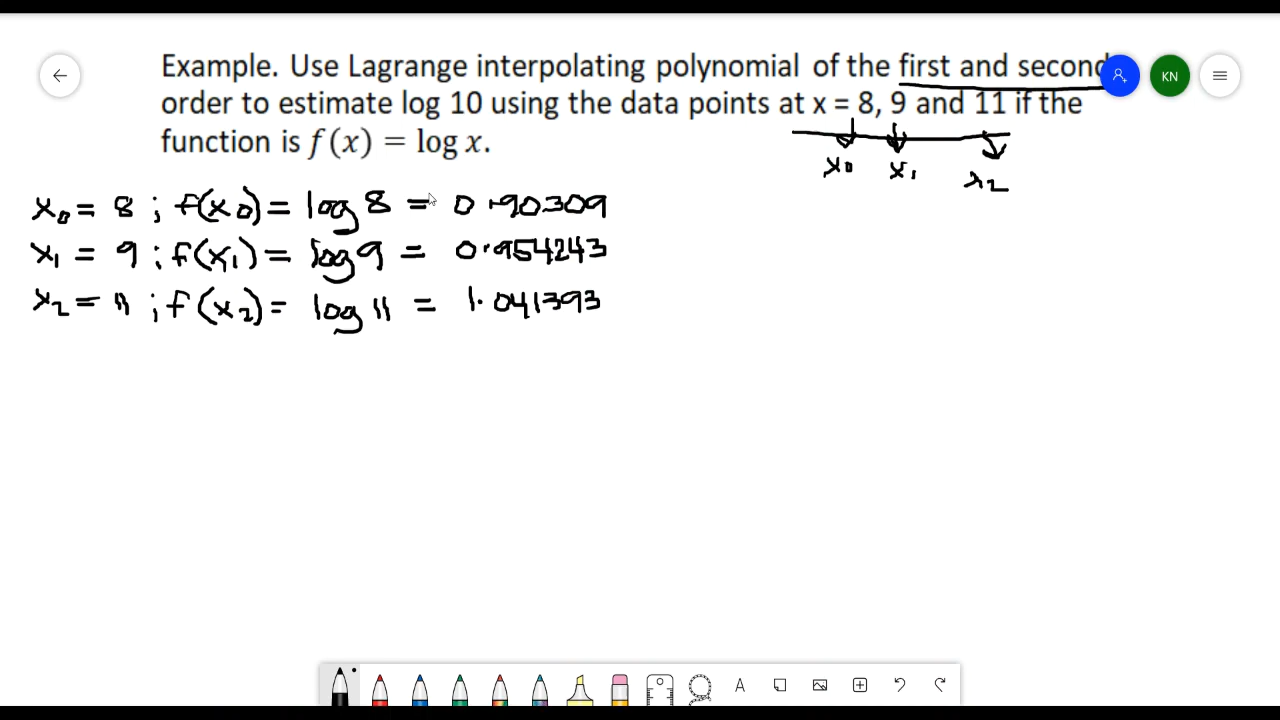 Example. Use Lagrange interpolating polynomial of the first and second
order to estimate log 10 using the data points at x = 8, 9 and 11 if the
function is f(x) = log x.
x0 x1 x2
x0 = 8 ; f(x0) = log 8 = 0.90309
x1 = 9 ; f(x1) = log 9 = 0.954243
x2 = 11 ; f(x2) = log 11 = 1.041393
KN
A